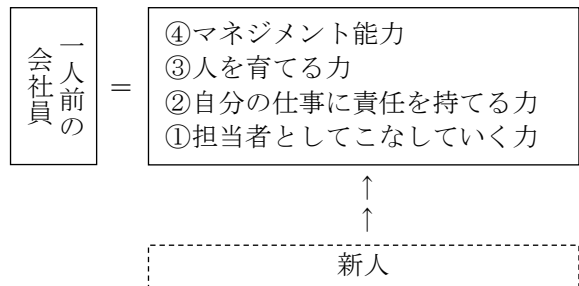 一人前の
会社員
＝
④マネジメント能力
③人を育てる力
②自分の仕事に責任を持てる力
①担当者としてこなしていく力
↑
↑
新人